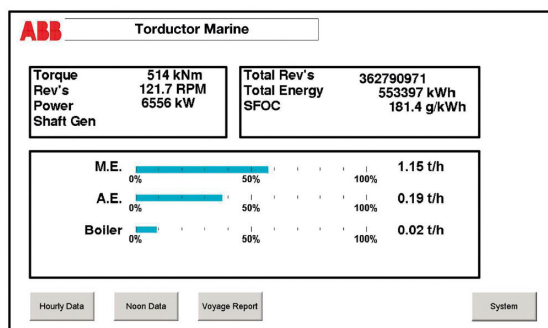 ABB Torductor Marine
Torque 514 kNm
Rev's 121.7 RPM
Power 6556 kW
Shaft Gen
Total Rev's 362790971
Total Energy 553397 kWh
SFOC 181.4 g/kWh
M.E. 1.15 t/h
0% 50% 100%
A.E. 0.19 t/h
0% 50% 100%
Boiler 0.02 t/h
0% 50% 100%
Hourly Data Noon Data Voyage Report System